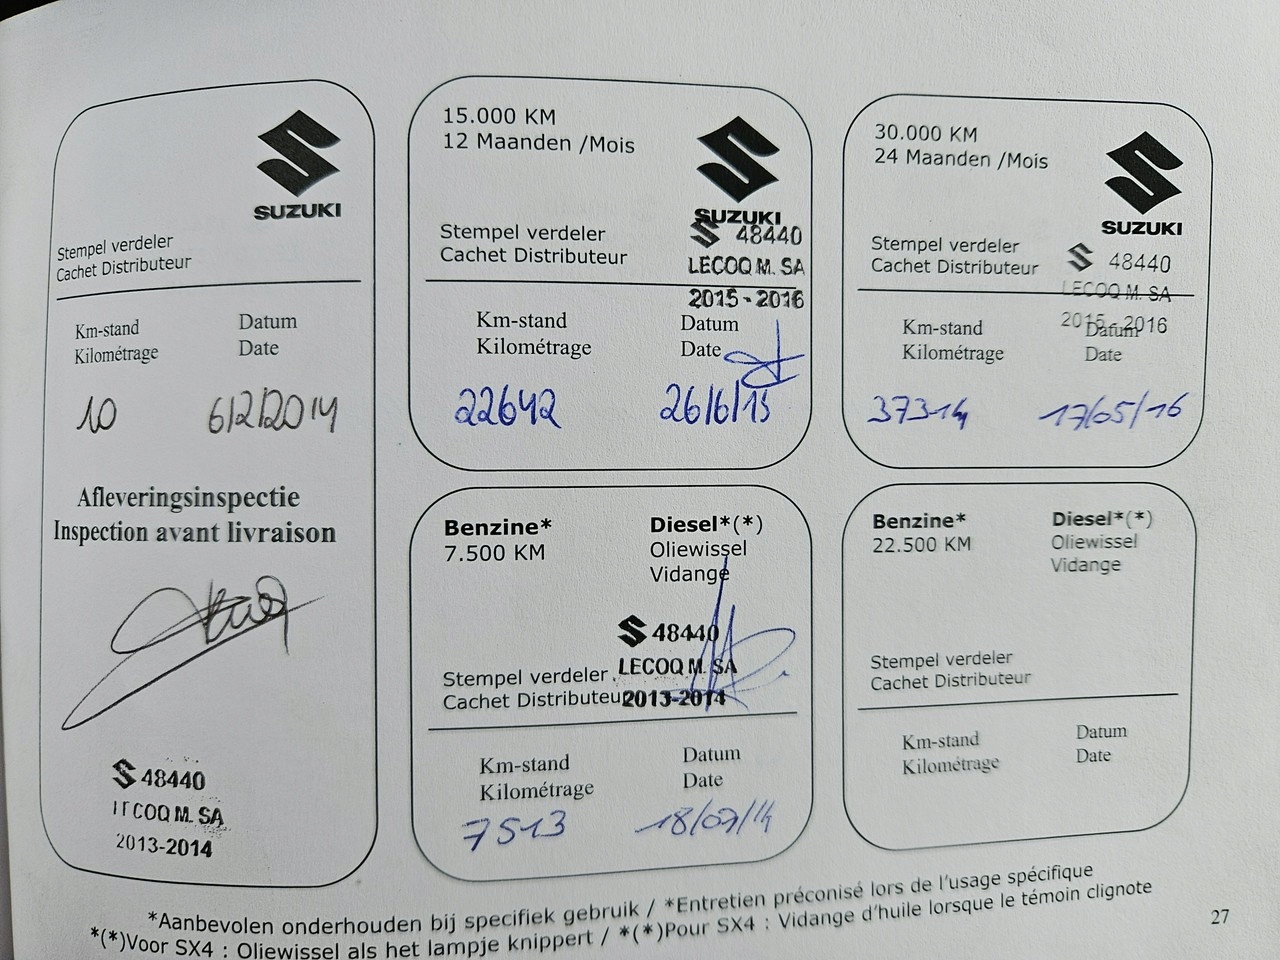 SUZUKI
Stempel verdeler
Cachet Distributeur
Km-stand Datum
Kilométrage Date
10 6/2/2014
Afleveringsinspectie
Inspection avant livraison
48440
COQ M. SA
2013-2014
15.000 KM
12 Maanden /Mois
SUZUKI
Stempel verdeler 48440
Cachet Distributeur LECOQ M. SA
2015 - 2016
Km-stand Datum
Kilométrage Date
22642 26/6/15
30.000 KM
24 Maanden /Mois
SUZUKI
Stempel verdeler 48440
Cachet Distributeur LECOQ M. SA
2015 - 2016
Km-stand Datum
Kilométrage Date
37314 17/05/16
Benzine* Diesel*(*)
7.500 KM Oliewissel
Vidange
48440
Stempel verdeler LECOQ M. SA
Cachet Distributeur 2013-2014
Km-stand Datum
Kilométrage Date
7513 18/07/14
Benzine* Diesel*(*)
22.500 KM Oliewissel
Vidange
Stempel verdeler
Cachet Distributeur
Km-stand Datum
Kilométrage Date
*Aanbevolen onderhouden bij specifiek gebruik / *Entretien préconisé lors de l'usage spécifique
*(*)Voor SX4 : Oliewissel als het lampje knippert / *(*)Pour SX4 : Vidange d'huile lorsque le témoin clignote
27